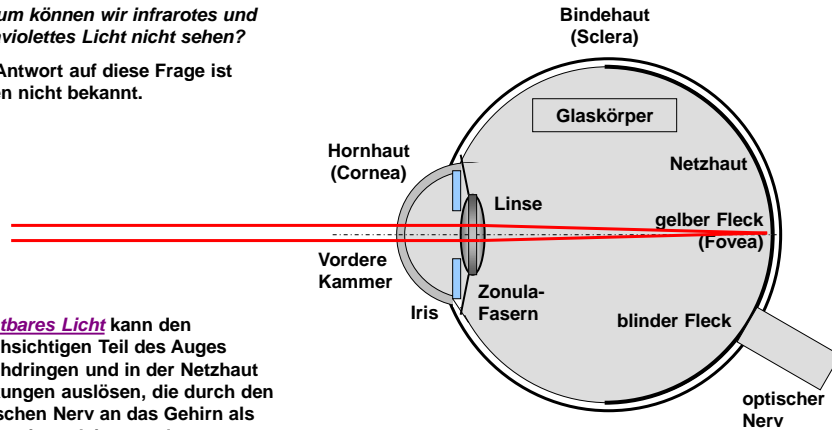 um können wir infrarotes und
violettes Licht nicht sehen?
Antwort auf diese Frage ist
en nicht bekannt.
Bindehaut
(Sclera)
Glaskörper
Hornhaut
(Cornea)
Netzhaut
Linse
gelber Fleck
(Fovea)
Vordere
Kammer
Iris
Zonula-
Fasern
blinder Fleck
optischer
Nerv
tbares Licht kann den
hsichtigen Teil des Auges
hdringen und in der Netzhaut
kungen auslösen, die durch den
schen Nerv an das Gehirn als